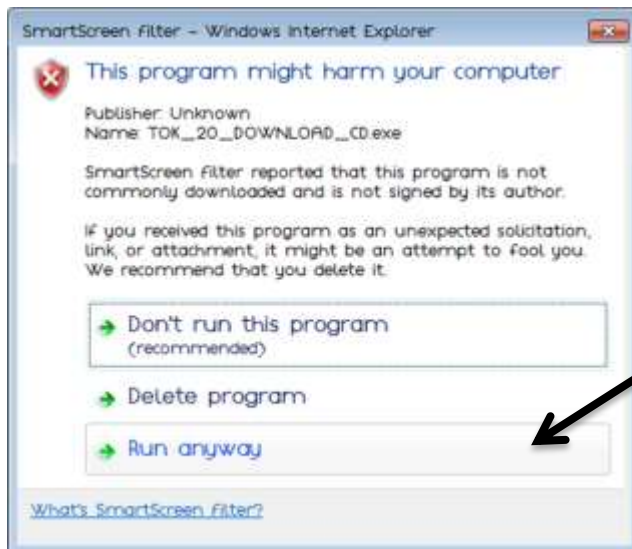 SmartScreen Filter - Windows Internet Explorer
This program might harm your computer
Publisher: Unknown
Name: TOK_20_DOWNLOAD_CD.exe
SmartScreen Filter reported that this program is not
commonly downloaded and is not signed by its author.
If you received this program as an unexpected solicitation,
link, or attachment, it might be an attempt to fool you.
We recommend that you delete it.
Don't run this program
(recommended)
Delete program
Run anyway
What's SmartScreen Filter?